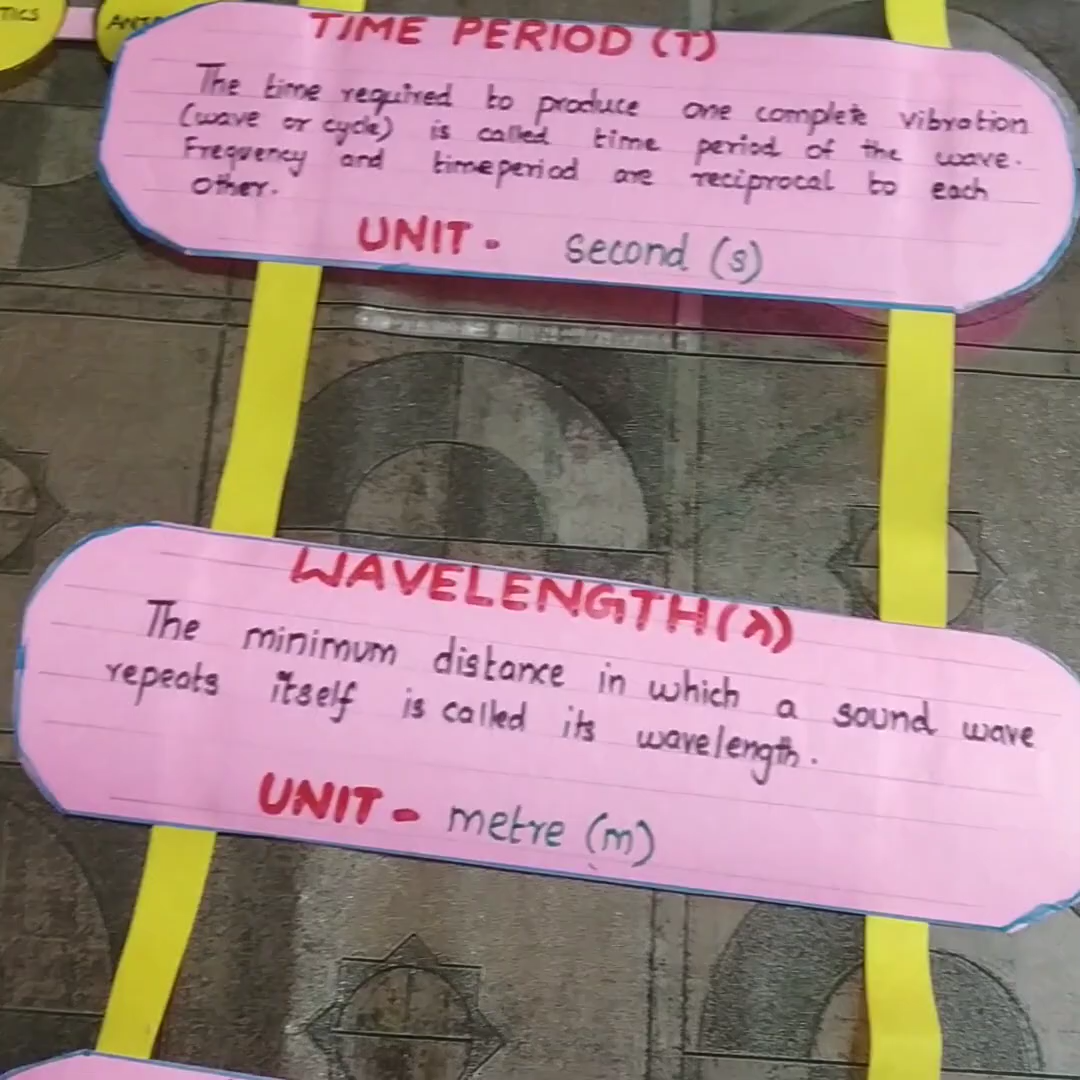 TIME PERIOD (T)
The time required to produce one complete vibration
(wave or cycle) is called time period of the wave.
Frequency and timeperiod are reciprocal to each
other.
UNIT - second (s)
WAVELENGTH (λ)
The minimum distance in which a sound wave
repeats itself is called its wavelength.
UNIT - metre (m)